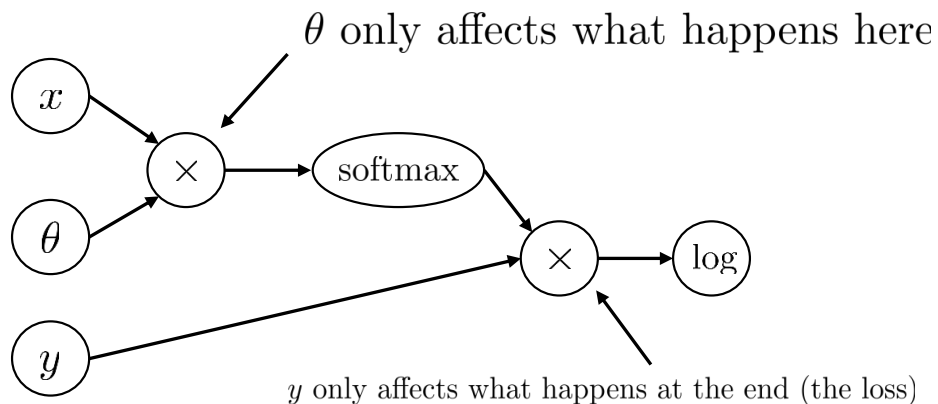 θ only affects what happens here
x
×
softmax
θ
×
log
y
y only affects what happens at the end (the loss)